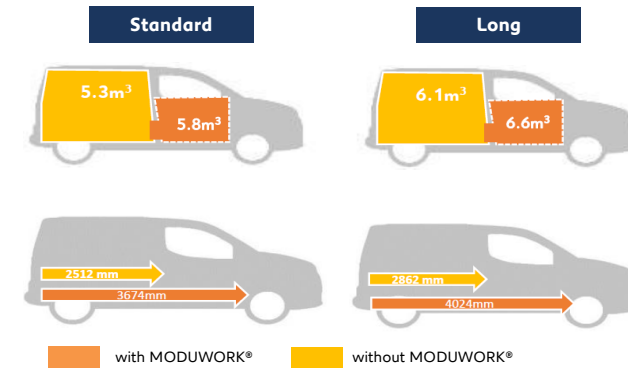 Standard
Long
5.3m³
5.8m³
6.1m³
6.6m³
2512 mm
3674mm
2862 mm
4024mm
with MODUWORK®
without MODUWORK®